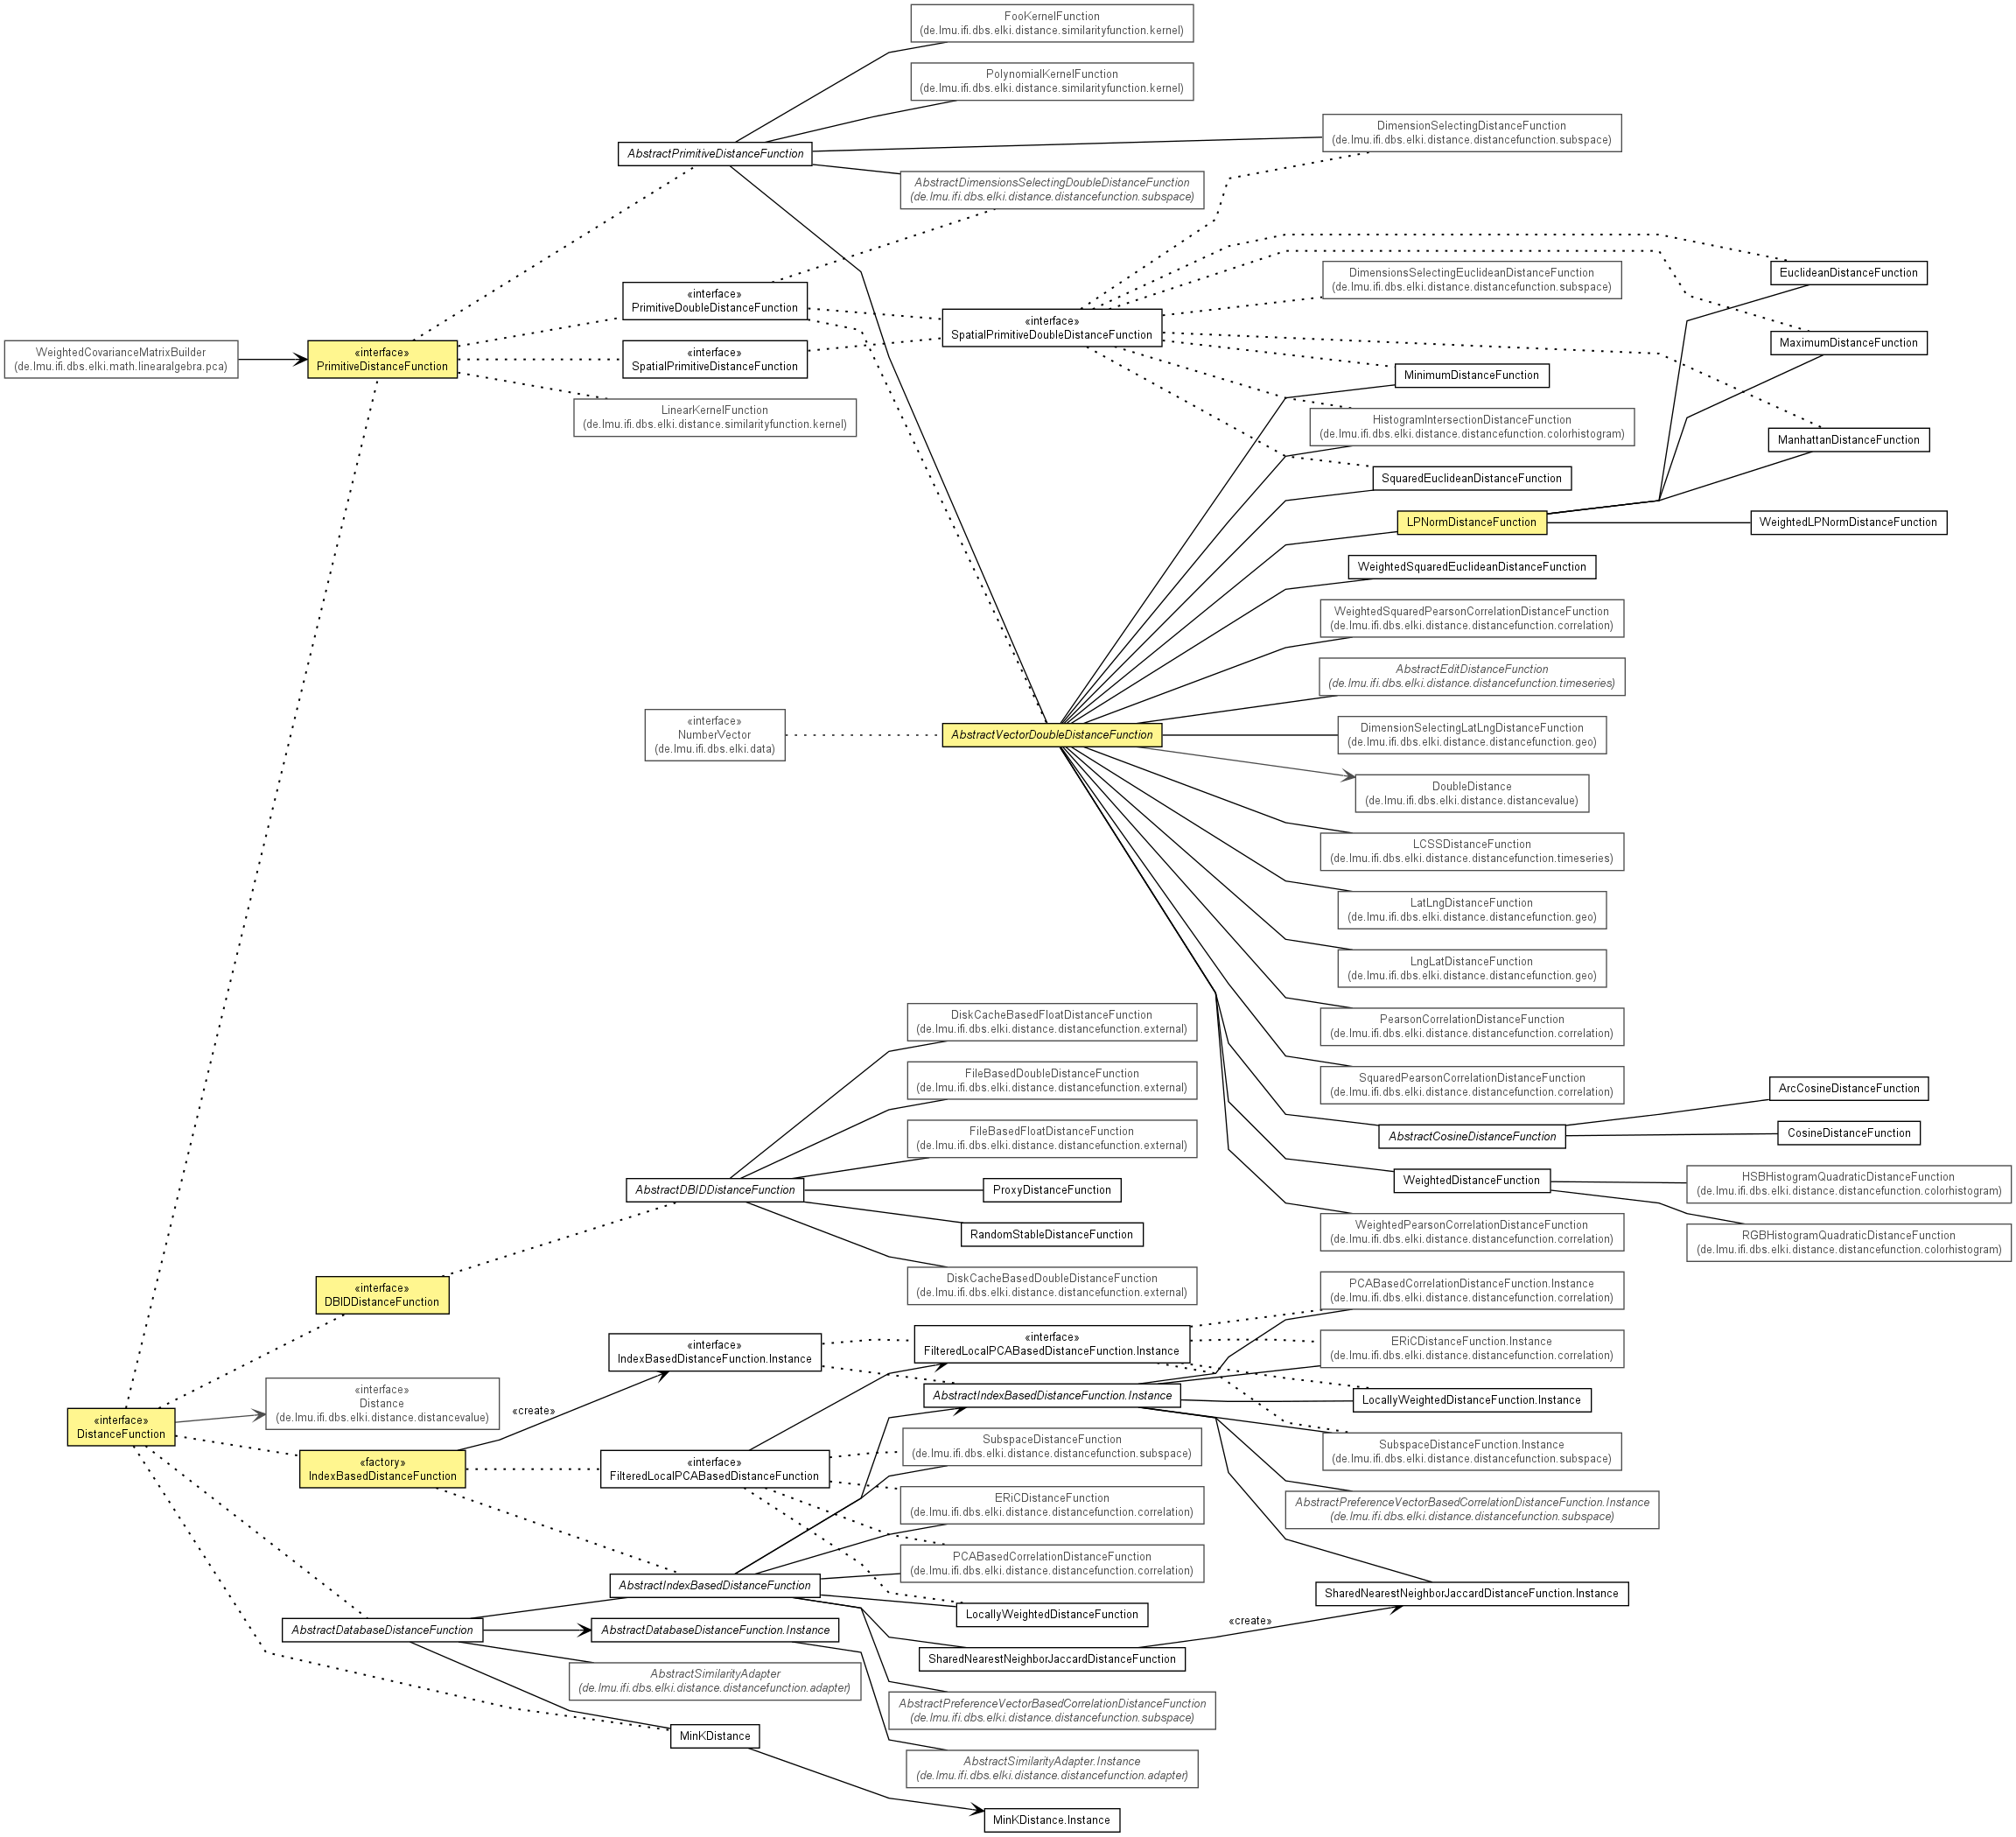 FooKernelFunction
(de.lmu.ifi.dbs.elki.distance.similarityfunction.kernel)
PolynomialKernelFunction
(de.lmu.ifi.dbs.elki.distance.similarityfunction.kernel)
DimensionSelectingDistanceFunction
(de.lmu.ifi.dbs.elki.distance.distancefunction.subspace)
AbstractPrimitiveDistanceFunction
AbstractDimensionsSelectingDoubleDistanceFunction
(de.lmu.ifi.dbs.elki.distance.distancefunction.subspace)
EuclideanDistanceFunction
DimensionsSelectingEuclideanDistanceFunction
(de.lmu.ifi.dbs.elki.distance.distancefunction.subspace)
«interface»
PrimitiveDoubleDistanceFunction
«interface»
SpatialPrimitiveDoubleDistanceFunction
MaximumDistanceFunction
WeightedCovarianceMatrixBuilder
(de.lmu.ifi.dbs.elki.math.linearalgebra.pca)
«interface»
PrimitiveDistanceFunction
«interface»
SpatialPrimitiveDistanceFunction
MinimumDistanceFunction
LinearKernelFunction
(de.lmu.ifi.dbs.elki.distance.similarityfunction.kernel)
HistogramIntersectionDistanceFunction
(de.lmu.ifi.dbs.elki.distance.distancefunction.colorhistogram)
ManhattanDistanceFunction
SquaredEuclideanDistanceFunction
LPNormDistanceFunction
WeightedLPNormDistanceFunction
WeightedSquaredEuclideanDistanceFunction
WeightedSquaredPearsonCorrelationDistanceFunction
(de.lmu.ifi.dbs.elki.distance.distancefunction.correlation)
AbstractEditDistanceFunction
(de.lmu.ifi.dbs.elki.distance.distancefunction.timeseries)
«interface»
NumberVector
(de.lmu.ifi.dbs.elki.data)
AbstractVectorDoubleDistanceFunction
DimensionSelectingLatLngDistanceFunction
(de.lmu.ifi.dbs.elki.distance.distancefunction.geo)
DoubleDistance
(de.lmu.ifi.dbs.elki.distance.distancevalue)
LCSSDistanceFunction
(de.lmu.ifi.dbs.elki.distance.distancefunction.timeseries)
LatLngDistanceFunction
(de.lmu.ifi.dbs.elki.distance.distancefunction.geo)
LngLatDistanceFunction
(de.lmu.ifi.dbs.elki.distance.distancefunction.geo)
DiskCacheBasedFloatDistanceFunction
(de.lmu.ifi.dbs.elki.distance.distancefunction.external)
PearsonCorrelationDistanceFunction
(de.lmu.ifi.dbs.elki.distance.distancefunction.correlation)
FileBasedDoubleDistanceFunction
(de.lmu.ifi.dbs.elki.distance.distancefunction.external)
SquaredPearsonCorrelationDistanceFunction
(de.lmu.ifi.dbs.elki.distance.distancefunction.correlation)
ArcCosineDistanceFunction
FileBasedFloatDistanceFunction
(de.lmu.ifi.dbs.elki.distance.distancefunction.external)
AbstractCosineDistanceFunction
CosineDistanceFunction
AbstractDBIDDistanceFunction
ProxyDistanceFunction
WeightedDistanceFunction
HSBHistogramQuadraticDistanceFunction
(de.lmu.ifi.dbs.elki.distance.distancefunction.colorhistogram)
RandomStableDistanceFunction
WeightedPearsonCorrelationDistanceFunction
(de.lmu.ifi.dbs.elki.distance.distancefunction.correlation)
RGBHistogramQuadraticDistanceFunction
(de.lmu.ifi.dbs.elki.distance.distancefunction.colorhistogram)
«interface»
DBIDDistanceFunction
DiskCacheBasedDoubleDistanceFunction
(de.lmu.ifi.dbs.elki.distance.distancefunction.external)
PCABasedCorrelationDistanceFunction.Instance
(de.lmu.ifi.dbs.elki.distance.distancefunction.correlation)
«interface»
IndexBasedDistanceFunction.Instance
«interface»
FilteredLocalPCABasedDistanceFunction.Instance
ERiCDistanceFunction.Instance
(de.lmu.ifi.dbs.elki.distance.distancefunction.correlation)
AbstractIndexBasedDistanceFunction.Instance
LocallyWeightedDistanceFunction.Instance
«interface»
Distance
(de.lmu.ifi.dbs.elki.distance.distancevalue)
«create»
«interface»
DistanceFunction
SubspaceDistanceFunction
(de.lmu.ifi.dbs.elki.distance.distancefunction.subspace)
SubspaceDistanceFunction.Instance
(de.lmu.ifi.dbs.elki.distance.distancefunction.subspace)
«factory»
IndexBasedDistanceFunction
«interface»
FilteredLocalPCABasedDistanceFunction
ERiCDistanceFunction
(de.lmu.ifi.dbs.elki.distance.distancefunction.correlation)
AbstractPreferenceVectorBasedCorrelationDistanceFunction.Instance
(de.lmu.ifi.dbs.elki.distance.distancefunction.subspace)
PCABasedCorrelationDistanceFunction
(de.lmu.ifi.dbs.elki.distance.distancefunction.correlation)
AbstractIndexBasedDistanceFunction
SharedNearestNeighborJaccardDistanceFunction.Instance
LocallyWeightedDistanceFunction
«create»
AbstractDatabaseDistanceFunction
AbstractDatabaseDistanceFunction.Instance
SharedNearestNeighborJaccardDistanceFunction
AbstractSimilarityAdapter
(de.lmu.ifi.dbs.elki.distance.distancefunction.adapter)
AbstractPreferenceVectorBasedCorrelationDistanceFunction
(de.lmu.ifi.dbs.elki.distance.distancefunction.subspace)
MinKDistance
AbstractSimilarityAdapter.Instance
(de.lmu.ifi.dbs.elki.distance.distancefunction.adapter)
MinKDistance.Instance